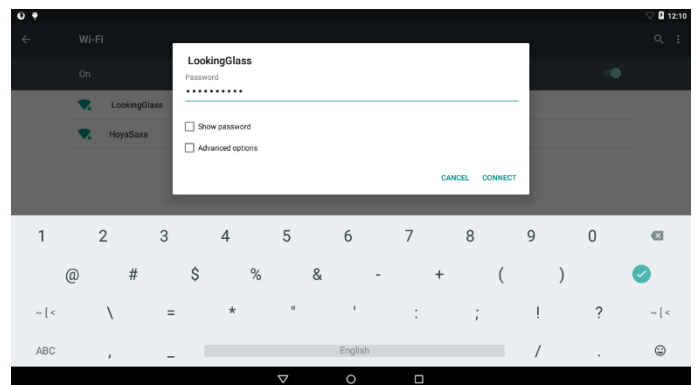 12:10
Wi-Fi
On
LookingGlass
Password
••••••••••
Show password
Advanced options
CANCEL CONNECT
LookingGlass
HoyaSaxa
1 2 3 4 5 6 7 8 9 0
@ # $ % & - + ( )
~ [ < \ = * " ' : ; ! ? ~ [ <
ABC , _ English / .